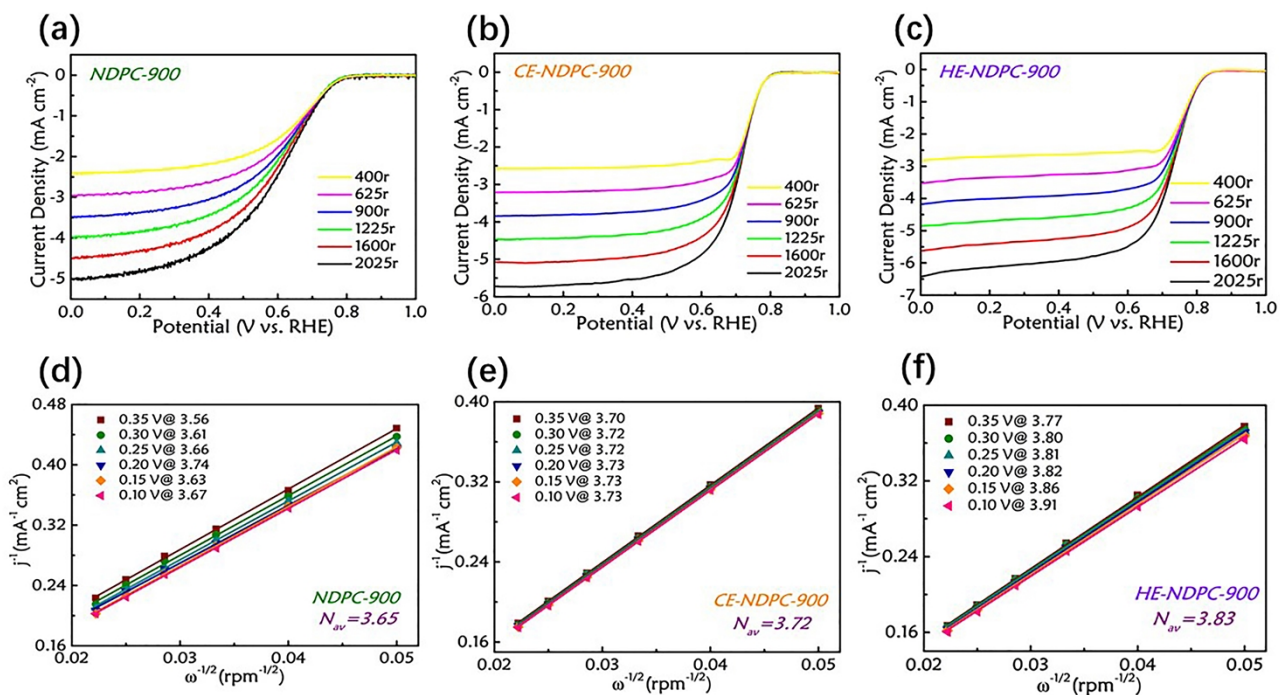 (a)
NDPC-900
Current Density (mA cm⁻²)
0
-1
-2
-3
-4
-5
400r
625r
900r
1225r
1600r
2025r
0.0 0.2 0.4 0.6 0.8 1.0
Potential (V vs. RHE)
(b)
CE-NDPC-900
Current Density (mA cm⁻²)
0
-1
-2
-3
-4
-5
-6
400r
625r
900r
1225r
1600r
2025r
0.0 0.2 0.4 0.6 0.8 1.0
Potential (V vs. RHE)
(c)
HE-NDPC-900
Current Density (mA cm⁻²)
0
-1
-2
-3
-4
-5
-6
-7
400r
625r
900r
1225r
1600r
2025r
0.0 0.2 0.4 0.6 0.8 1.0
Potential (V vs. RHE)
(d)
j⁻¹(mA⁻¹ cm²)
0.48
0.40
0.32
0.24
0.16
0.35 V@ 3.56
0.30 V@ 3.61
0.25 V@ 3.66
0.20 V@ 3.74
0.15 V@ 3.63
0.10 V@ 3.67
NDPC-900
Nav=3.65
0.02 0.03 0.04 0.05
ω⁻¹/²(rpm⁻¹/²)
(e)
j⁻¹(mA⁻¹ cm²)
0.40
0.32
0.24
0.16
0.35 V@ 3.70
0.30 V@ 3.72
0.25 V@ 3.72
0.20 V@ 3.73
0.15 V@ 3.73
0.10 V@ 3.73
CE-NDPC-900
Nav=3.72
0.02 0.03 0.04 0.05
ω⁻¹/²(rpm⁻¹/²)
(f)
j⁻¹(mA⁻¹ cm²)
0.40
0.32
0.24
0.16
0.35 V@ 3.77
0.30 V@ 3.80
0.25 V@ 3.81
0.20 V@ 3.82
0.15 V@ 3.86
0.10 V@ 3.91
HE-NDPC-900
Nav=3.83
0.02 0.03 0.04 0.05
ω⁻¹/²(rpm⁻¹/²)